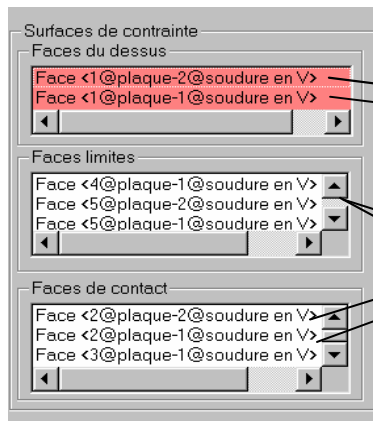 Surfaces de contrainte
Faces du dessus
Face <1@plaque-2@soudure en V>
Face <1@plaque-1@soudure en V>
Faces limites
Face <4@plaque-1@soudure en V>
Face <5@plaque-2@soudure en V>
Face <5@plaque-1@soudure en V>
Faces de contact
Face <2@plaque-2@soudure en V>
Face <2@plaque-1@soudure en V>
Face <3@plaque-1@soudure en V>